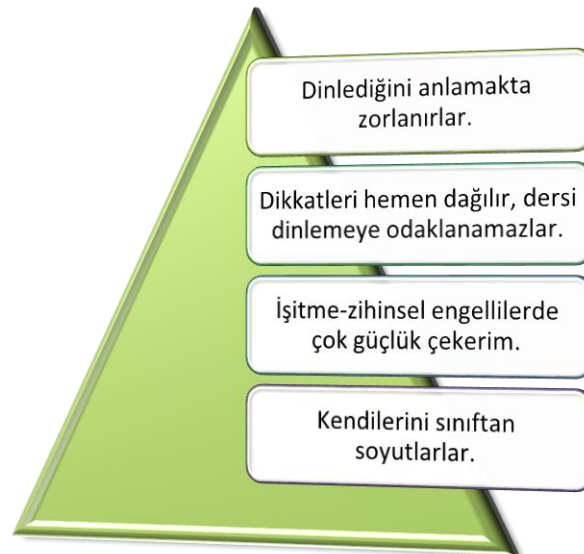 Dinlediğini anlamakta
zorlanırlar.
Dikkatleri hemen dağılır, dersi
dinlemeye odaklanamazlar.
İşitme-zihinsel engellilerde
çok güçlük çekerim.
Kendilerini sınıftan
soyutlarlar.